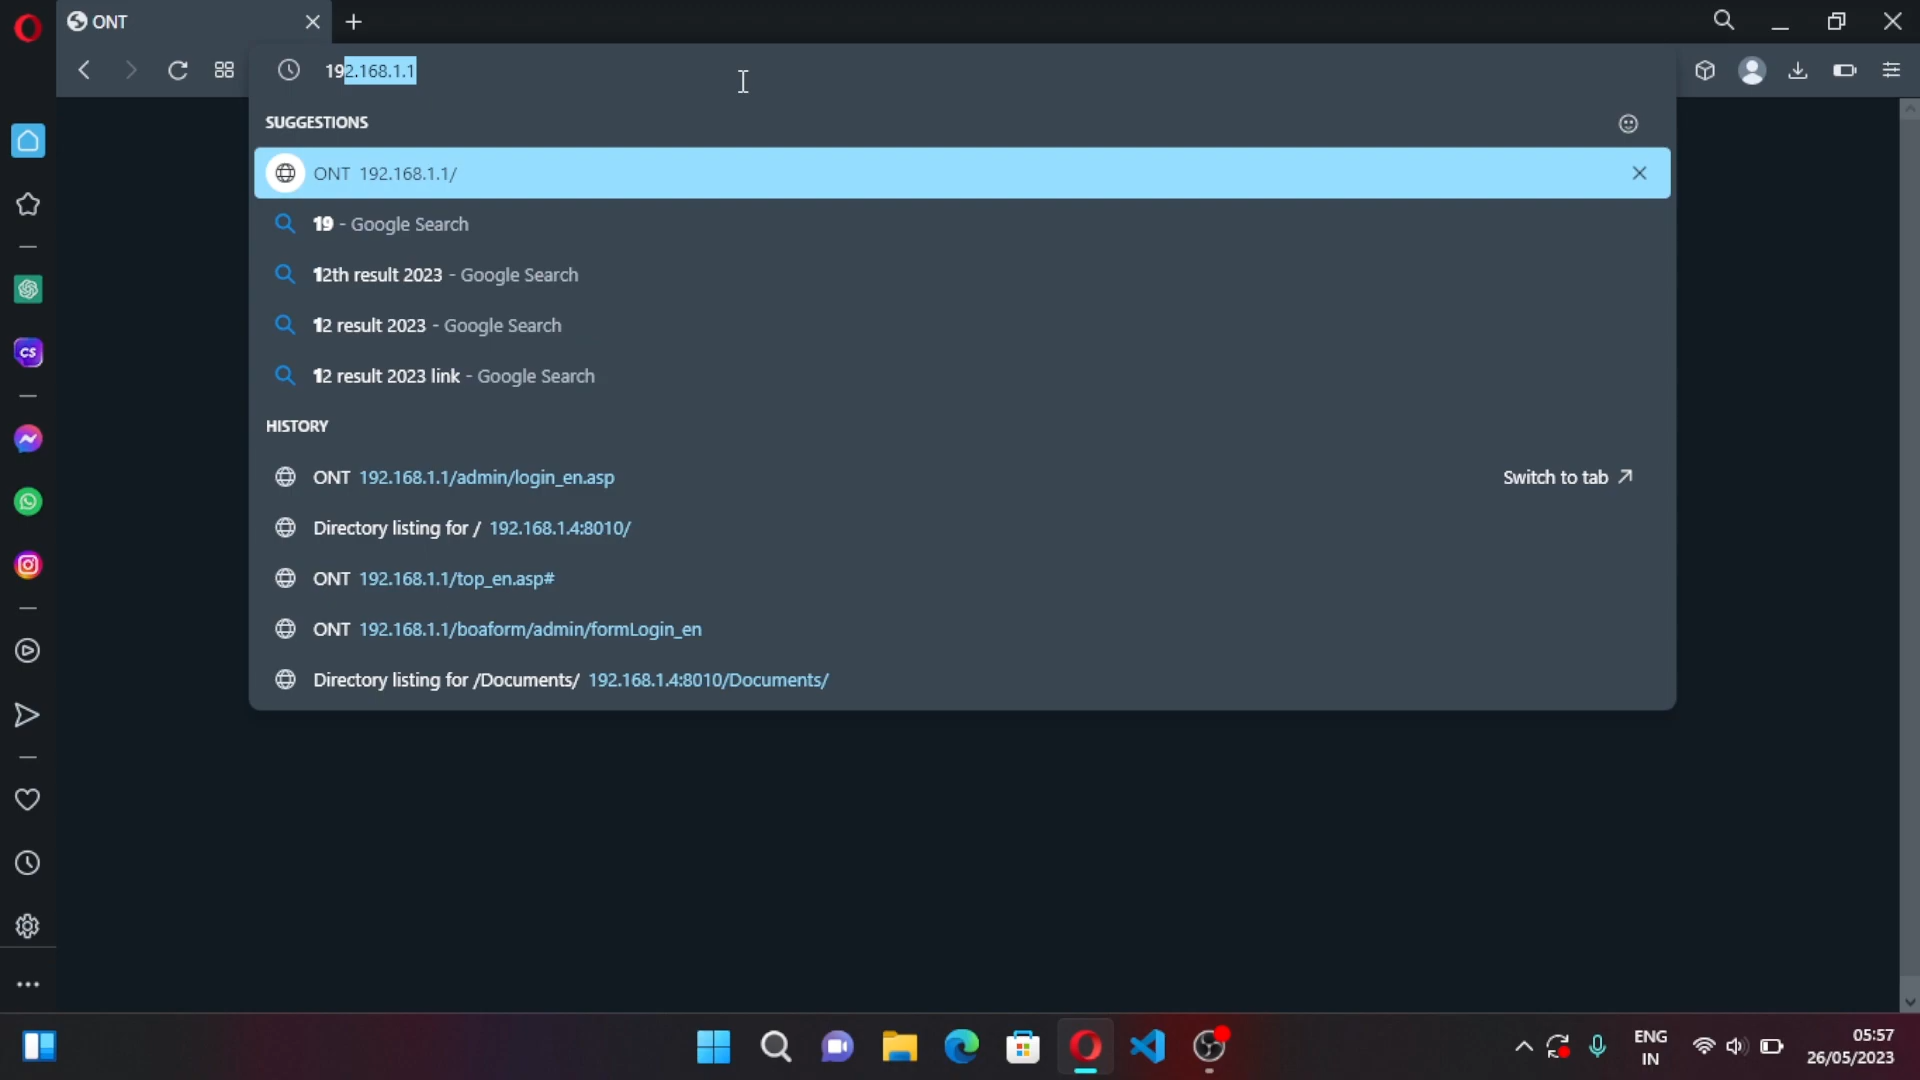 ONT
192.168.1.1
SUGGESTIONS
ONT 192.168.1.1/
19 - Google Search
12th result 2023 - Google Search
12 result 2023 - Google Search
12 result 2023 link - Google Search
HISTORY
ONT 192.168.1.1/admin/login_en.asp Switch to tab
Directory listing for / 192.168.1.4:8010/
ONT 192.168.1.1/top_en.asp#
ONT 192.168.1.1/boaform/admin/formLogin_en
Directory listing for /Documents/ 192.168.1.4:8010/Documents/
CS
ENG
IN
05:57
26/05/2023